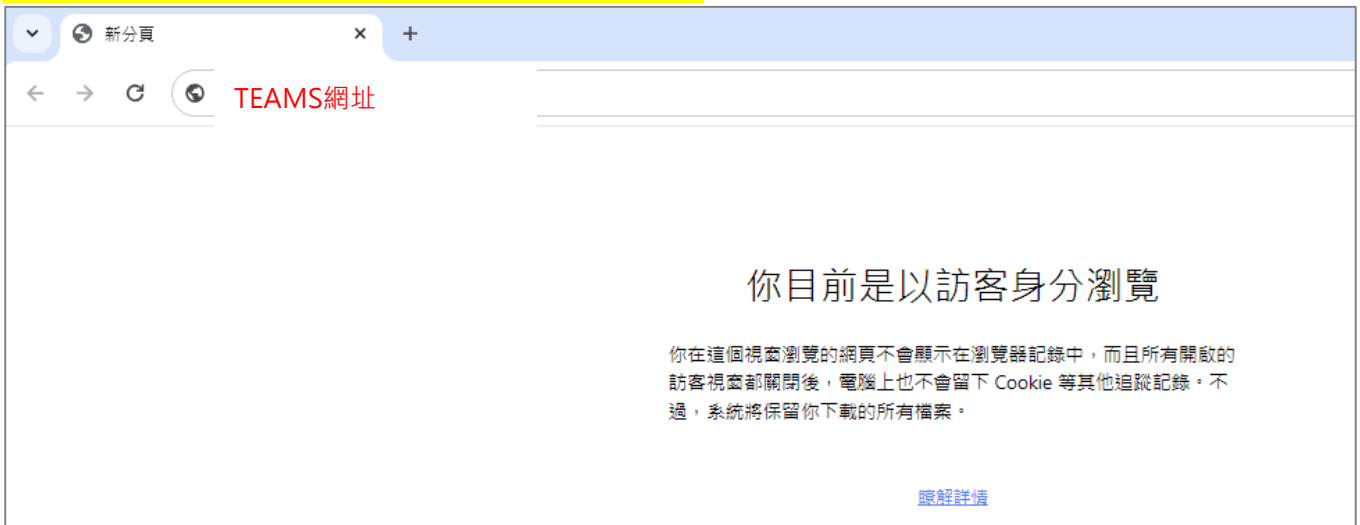 新分頁
TEAMS網址
你目前是以訪客身分瀏覽
你在這個視窗瀏覽的網頁不會顯示在瀏覽器記錄中,而且所有開啟的
訪客視窗都關閉後,電腦上也不會留下 Cookie 等其他追蹤記錄。不
過,系統將保留你下載的所有檔案。
瞭解詳情